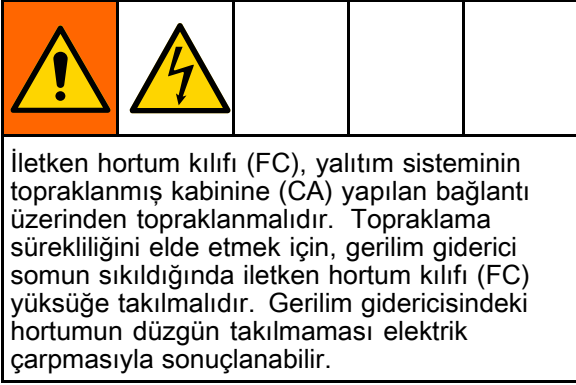 İletken hortum kılıfı (FC), yalıtım sisteminin
topraklanmış kabinine (CA) yapılan bağlantı
üzerinden topraklanmalıdır. Topraklama
sürekliliğini elde etmek için, gerilim giderici
somun sıkıldığında iletken hortum kılıfı (FC)
yüksüğe takılmalıdır. Gerilim gidericisindeki
hortumun düzgün takılmaması elektrik
çarpmasıyla sonuçlanabilir.